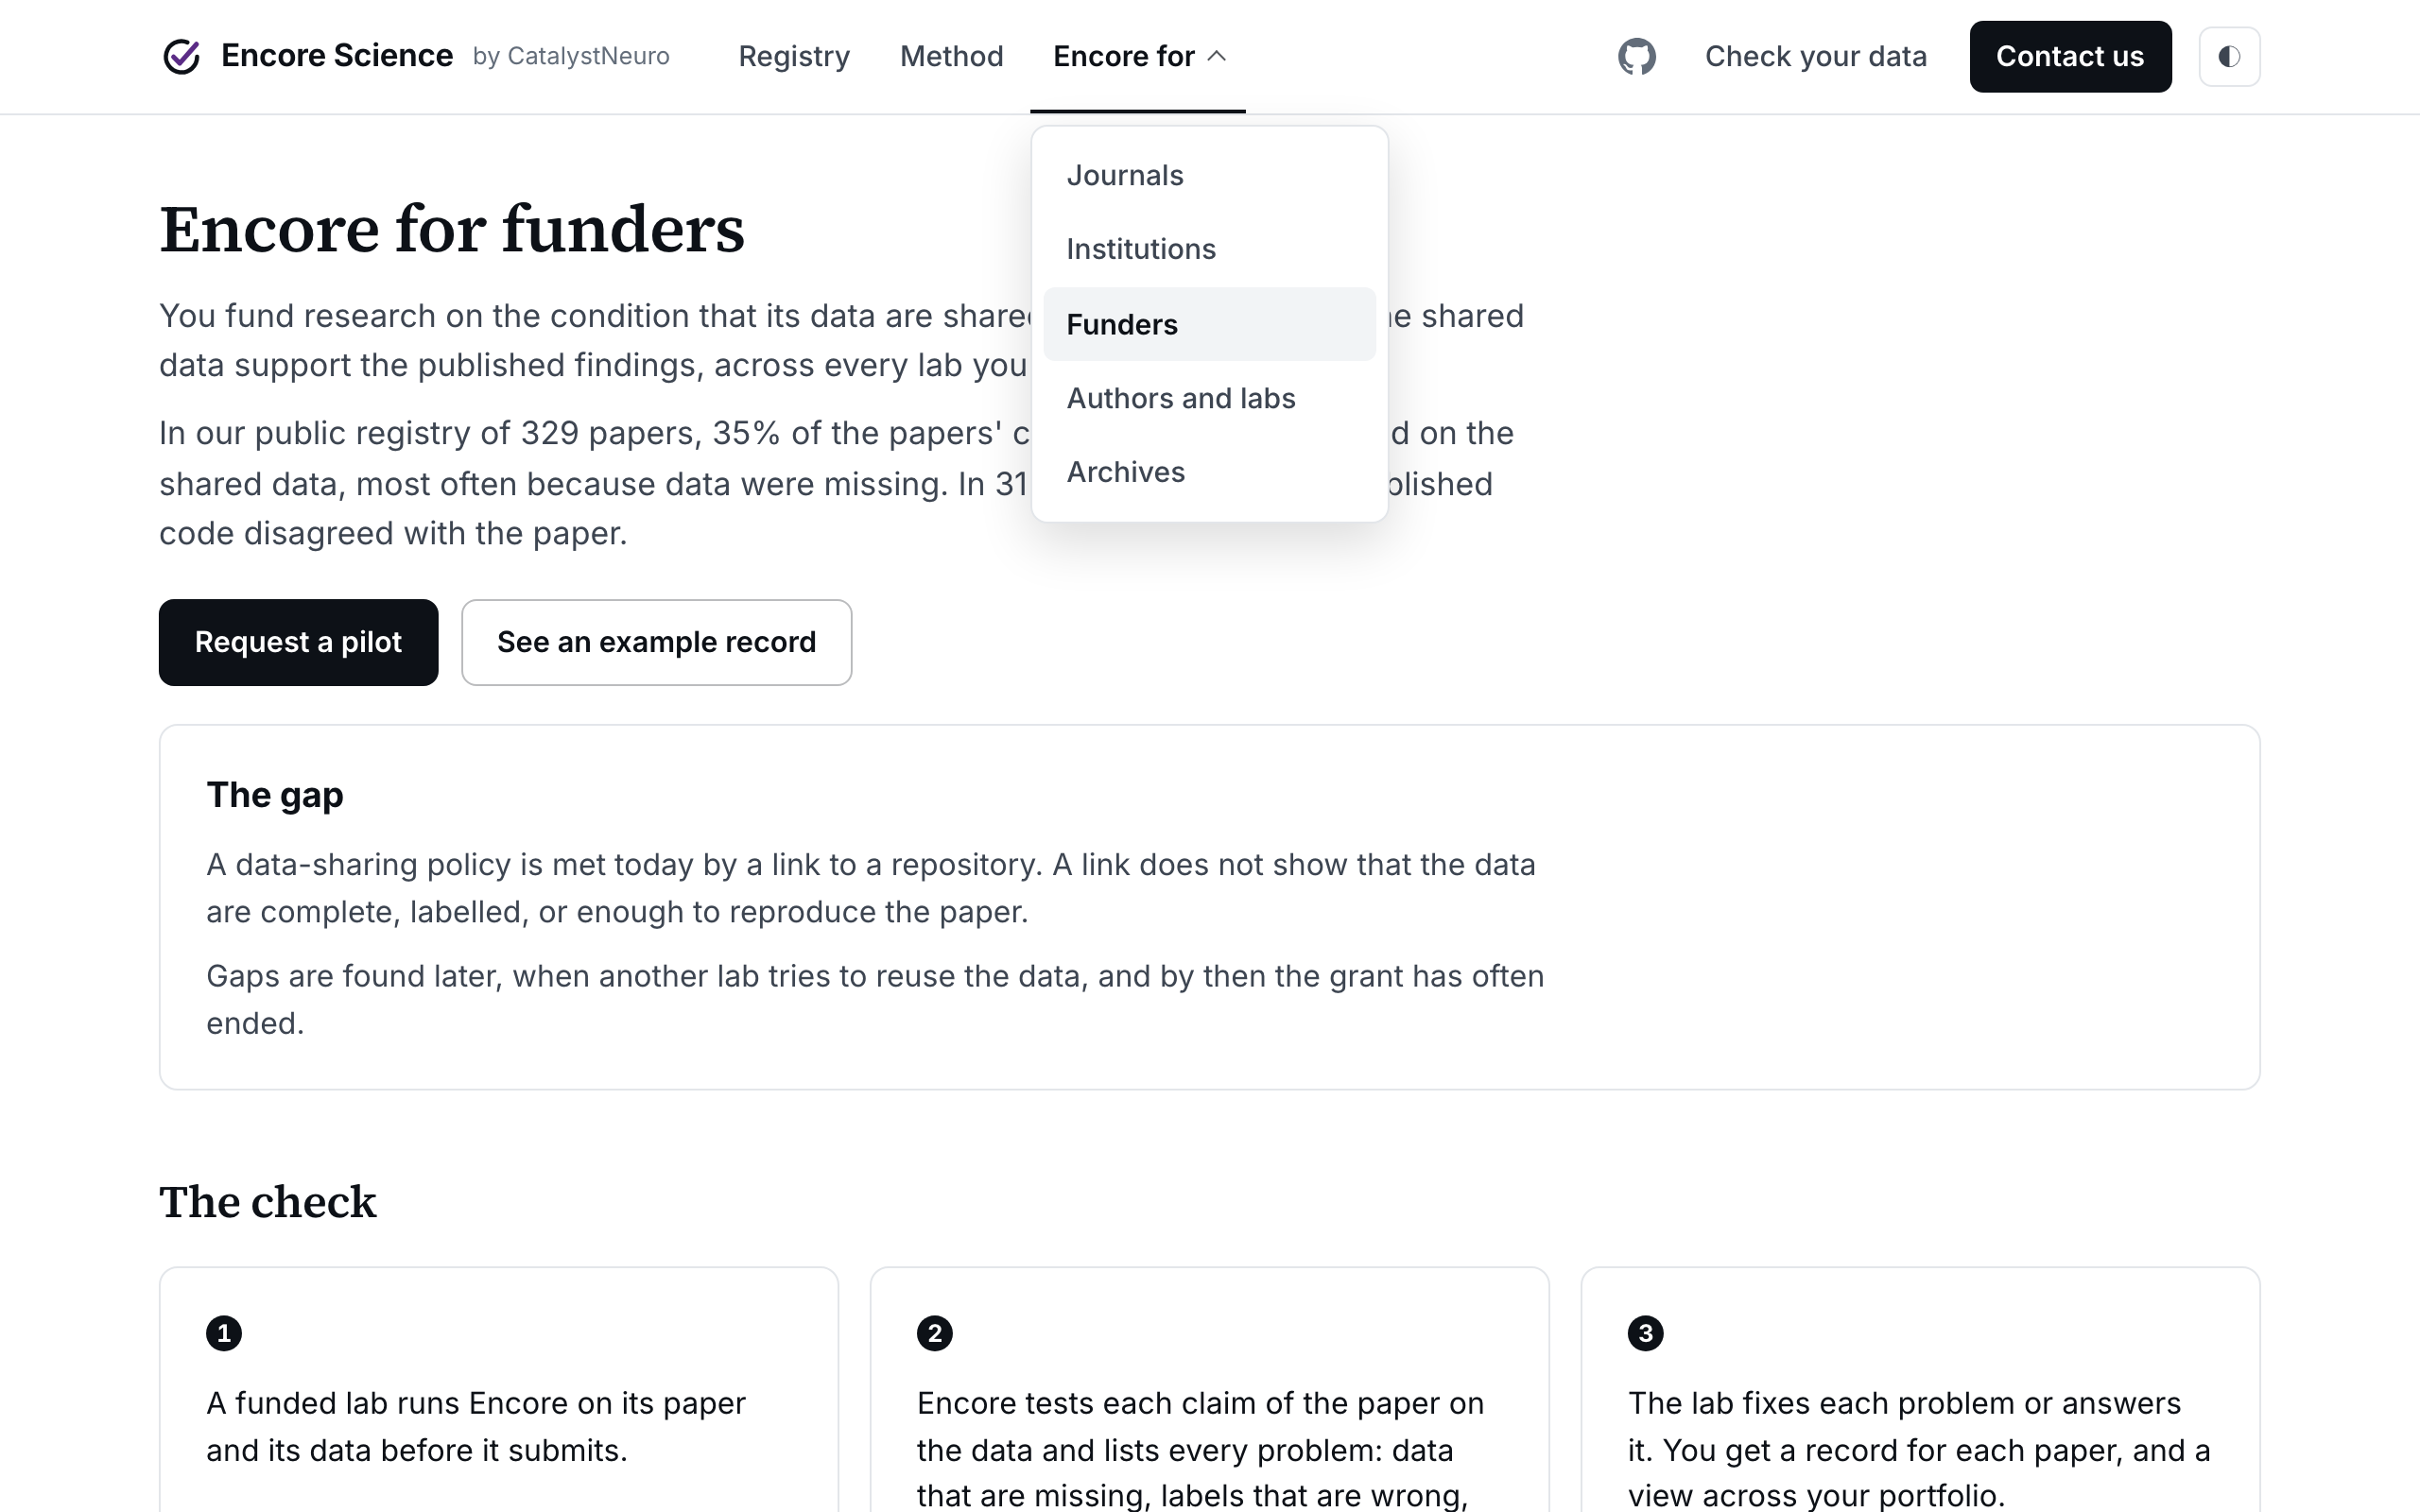 Encore Science by CatalystNeuro Registry Method Encore for Check your data Contact us
Journals
Institutions
Funders
Authors and labs
Archives
Encore for funders
You fund research on the condition that its data are shared shared
data support the published findings, across every lab you
In our public registry of 329 papers, 35% of the papers' on the
shared data, most often because data were missing. In 31
code disagreed with the paper.
Request a pilot See an example record
The gap
A data-sharing policy is met today by a link to a repository. A link does not show that the data
are complete, labelled, or enough to reproduce the paper.
Gaps are found later, when another lab tries to reuse the data, and by then the grant has often
ended.
The check
1
A funded lab runs Encore on its paper
and its data before it submits.
2
Encore tests each claim of the paper on
the data and lists every problem: data
that are missing, labels that are wrong,
3
The lab fixes each problem or answers
it. You get a record for each paper, and a
view across your portfolio.